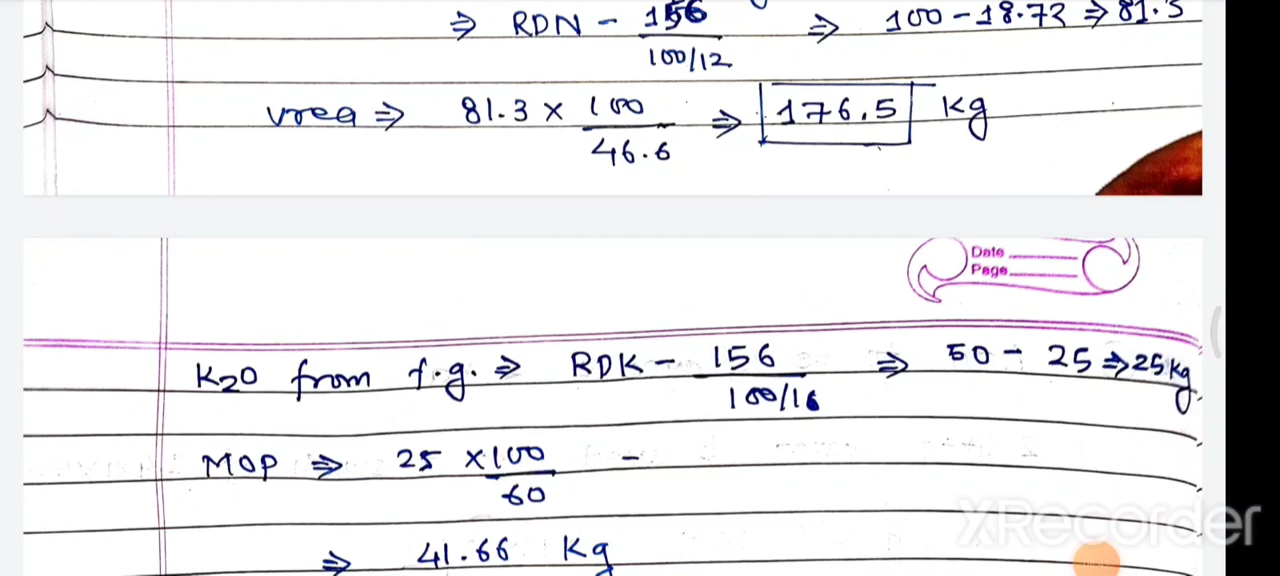 ⇒ RDN - 156 / 100/12 ⇒ 100 - 18.72 ⇒ 81.3
Urea ⇒ 81.3 × 100 / 46.6 ⇒ 176.5 Kg
Date
Page
K2O from f.g. ⇒ RDK - 156 / 100/16 ⇒ 50 - 25 ⇒ 25 kg
MOP ⇒ 25 × 100 / 60 -
⇒ 41.66 Kg
XRecorder